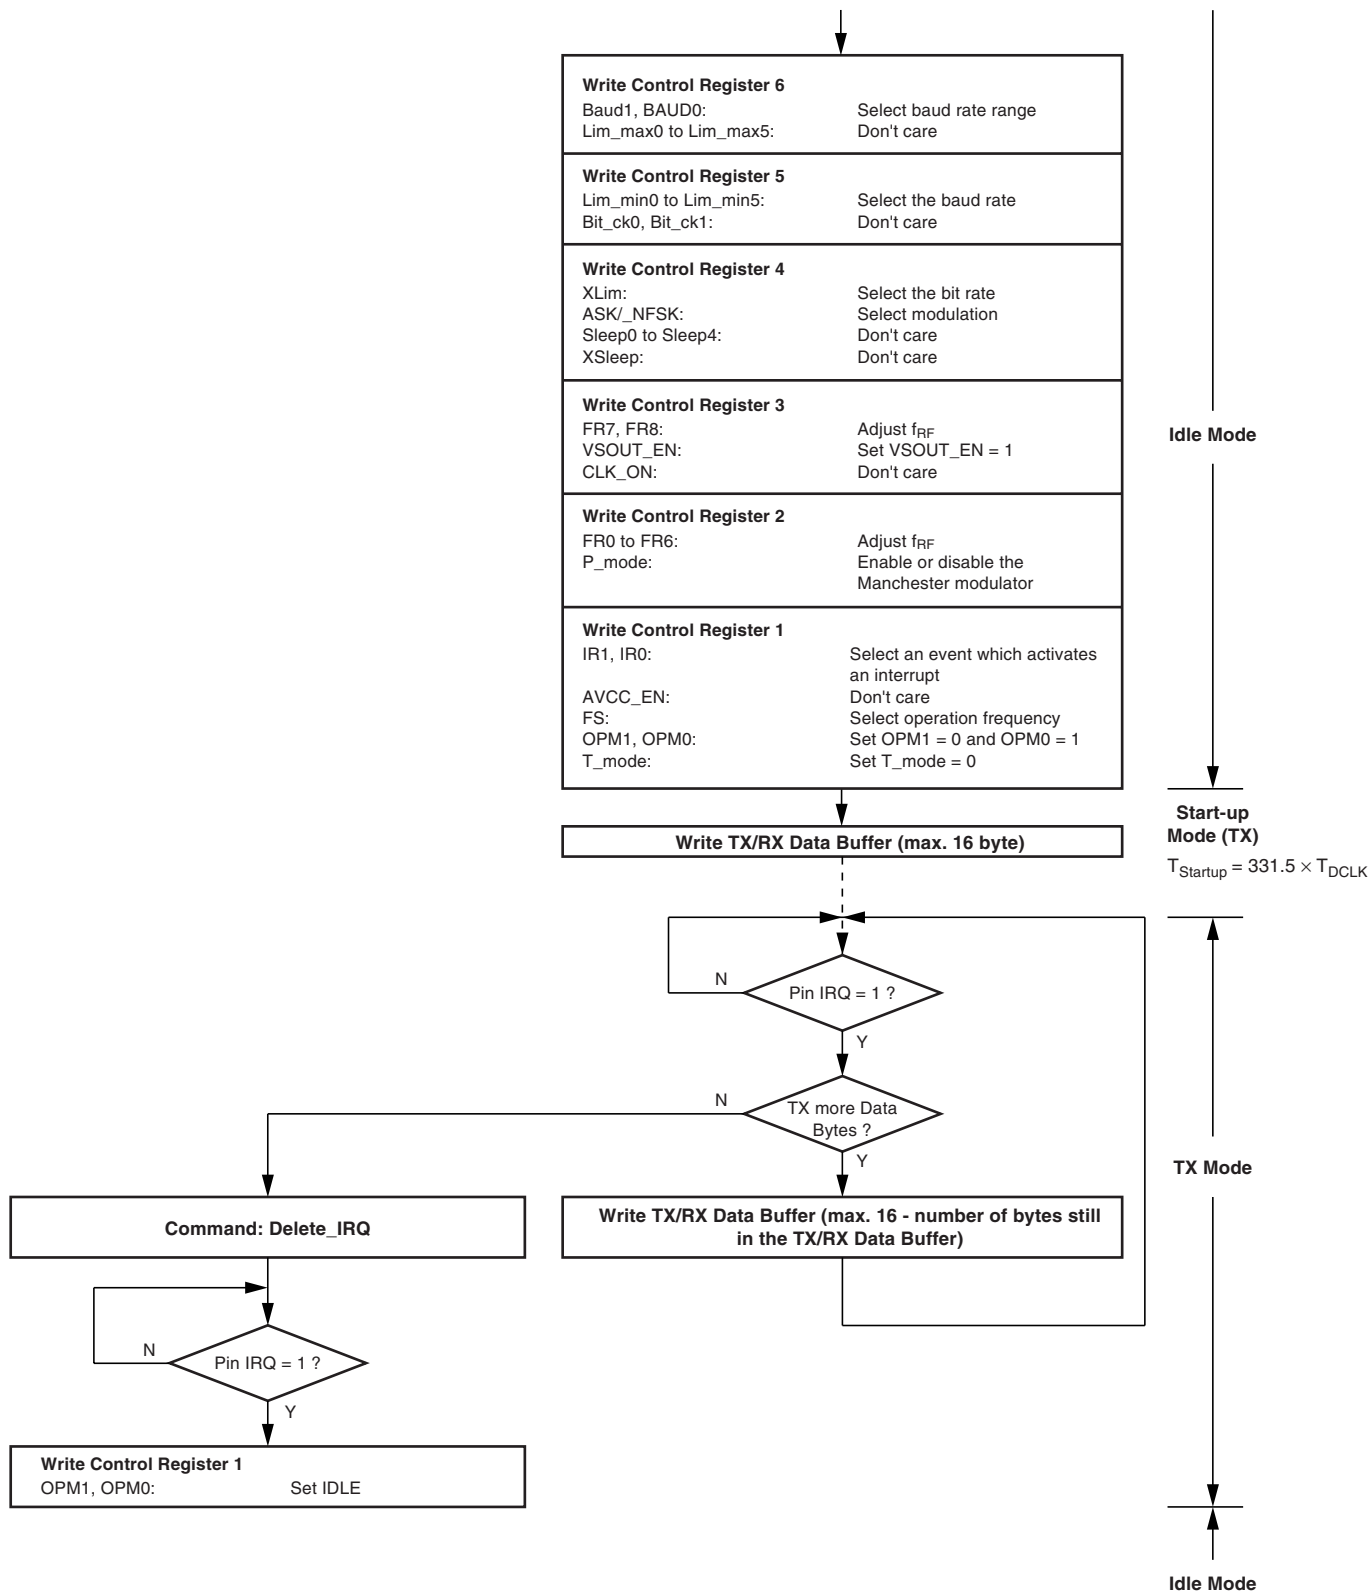 Write Control Register 6
Baud1, BAUD0: Select baud rate range
Lim_max0 to Lim_max5: Don't care
Write Control Register 5
Lim_min0 to Lim_min5: Select the baud rate
Bit_ck0, Bit_ck1: Don't care
Write Control Register 4
XLim: Select the bit rate
ASK/_NFSK: Select modulation
Sleep0 to Sleep4: Don't care
XSleep: Don't care
Write Control Register 3
FR7, FR8: Adjust fRF
VSOUT_EN: Set VSOUT_EN = 1
CLK_ON: Don't care
Idle Mode
Write Control Register 2
FR0 to FR6: Adjust fRF
P_mode: Enable or disable the
Manchester modulator
Write Control Register 1
IR1, IR0: Select an event which activates
an interrupt
AVCC_EN: Don't care
FS: Select operation frequency
OPM1, OPM0: Set OPM1 = 0 and OPM0 = 1
T_mode: Set T_mode = 0
Start-up
Mode (TX)
TStartup = 331.5 × TDCLK
Write TX/RX Data Buffer (max. 16 byte)
N
Pin IRQ = 1 ?
Y
N
TX more Data
Bytes ?
Y
TX Mode
Command: Delete_IRQ
Write TX/RX Data Buffer (max. 16 - number of bytes still
in the TX/RX Data Buffer)
N
Pin IRQ = 1 ?
Y
Write Control Register 1
OPM1, OPM0: Set IDLE
Idle Mode